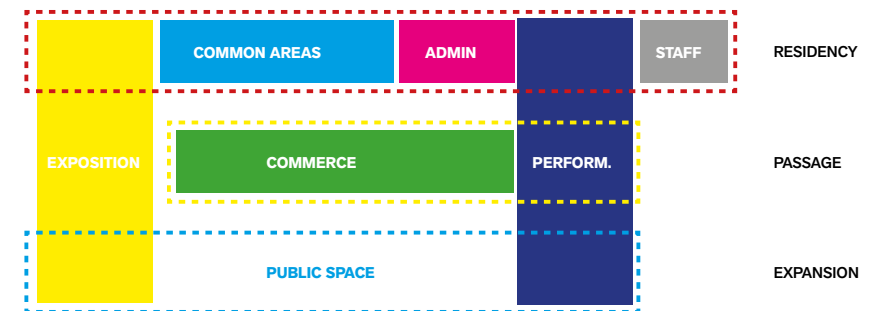 COMMON AREAS
ADMIN
STAFF
RESIDENCY
EXPOSITION
COMMERCE
PERFORM.
PASSAGE
PUBLIC SPACE
EXPANSION